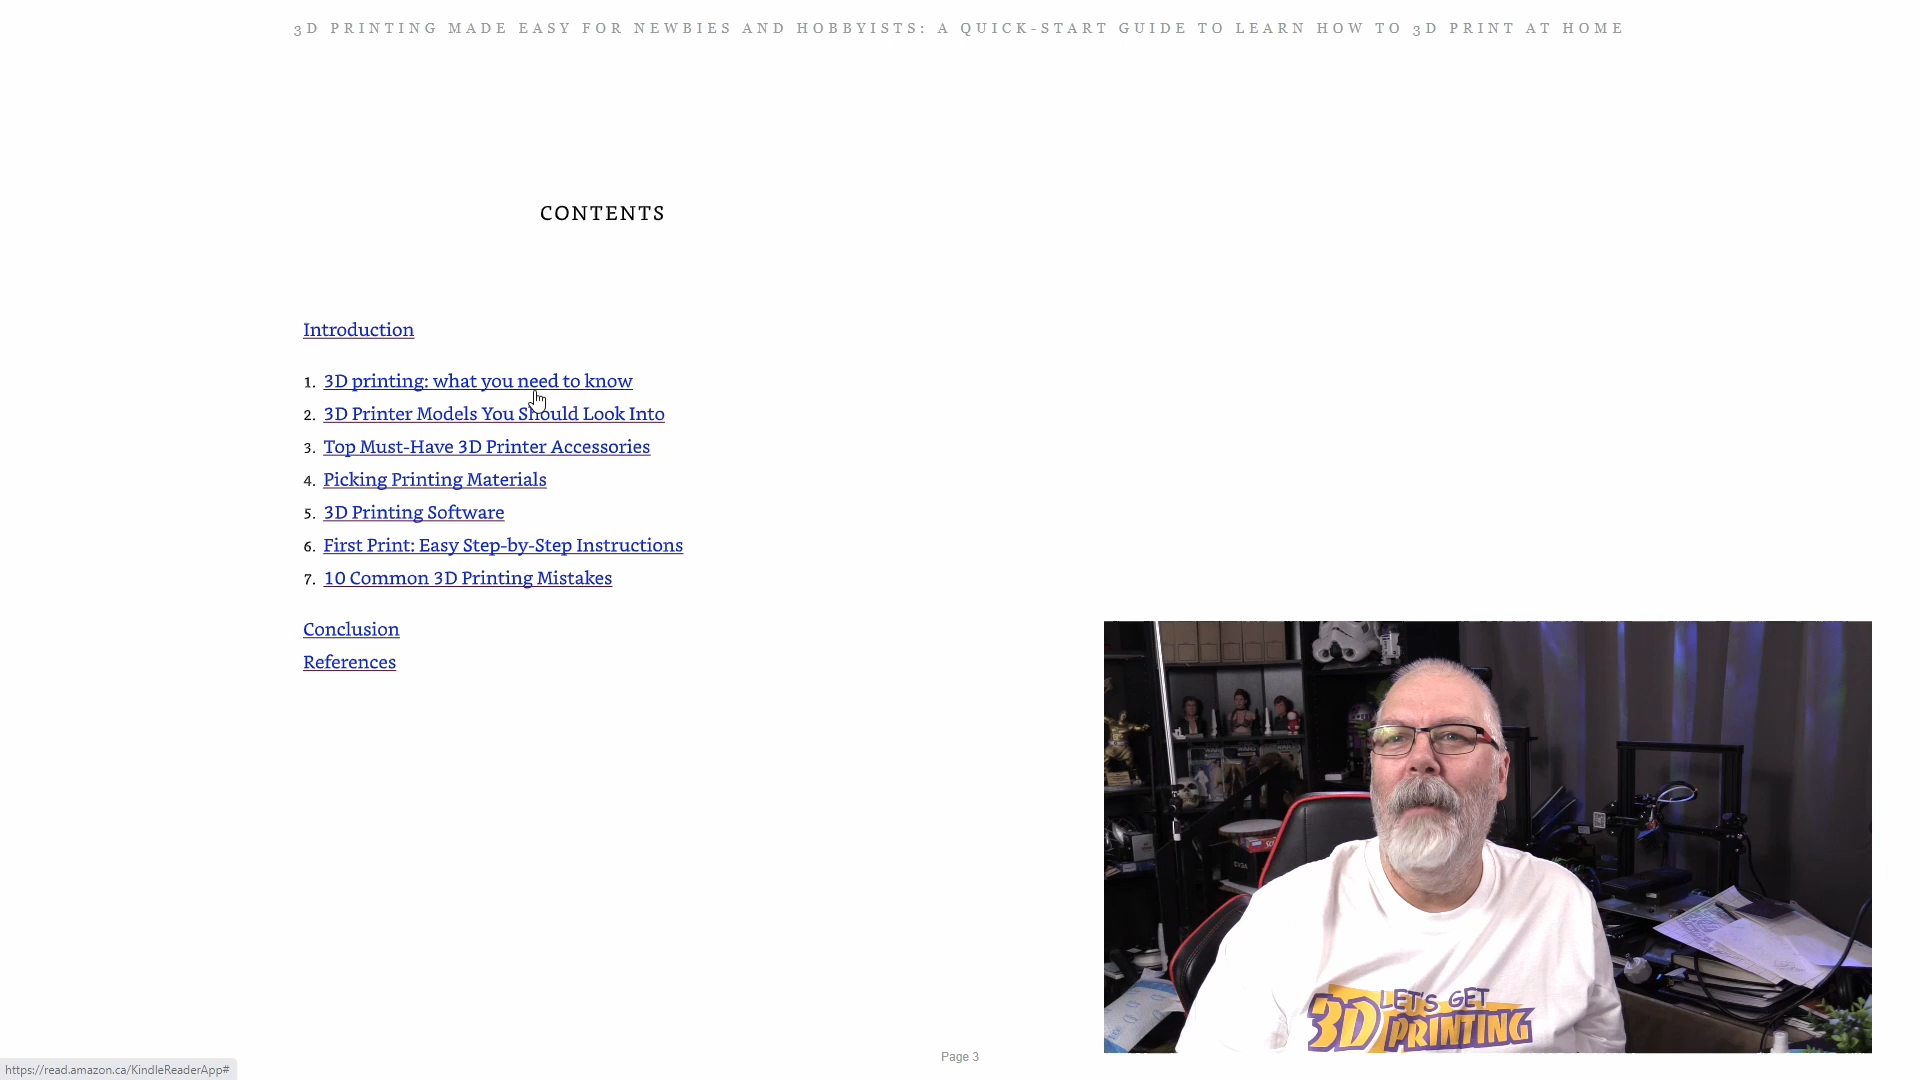 3D PRINTING MADE EASY FOR NEWBIES AND HOBBYISTS: A QUICK-START GUIDE TO LEARN HOW TO 3D PRINT AT HOME
CONTENTS
Introduction
1. 3D printing: what you need to know
2. 3D Printer Models You Should Look Into
3. Top Must-Have 3D Printer Accessories
4. Picking Printing Materials
5. 3D Printing Software
6. First Print: Easy Step-by-Step Instructions
7. 10 Common 3D Printing Mistakes
Conclusion
References
LET'S GET
3D PRINTING
Page 3
https://read.amazon.ca/KindleReaderApp#